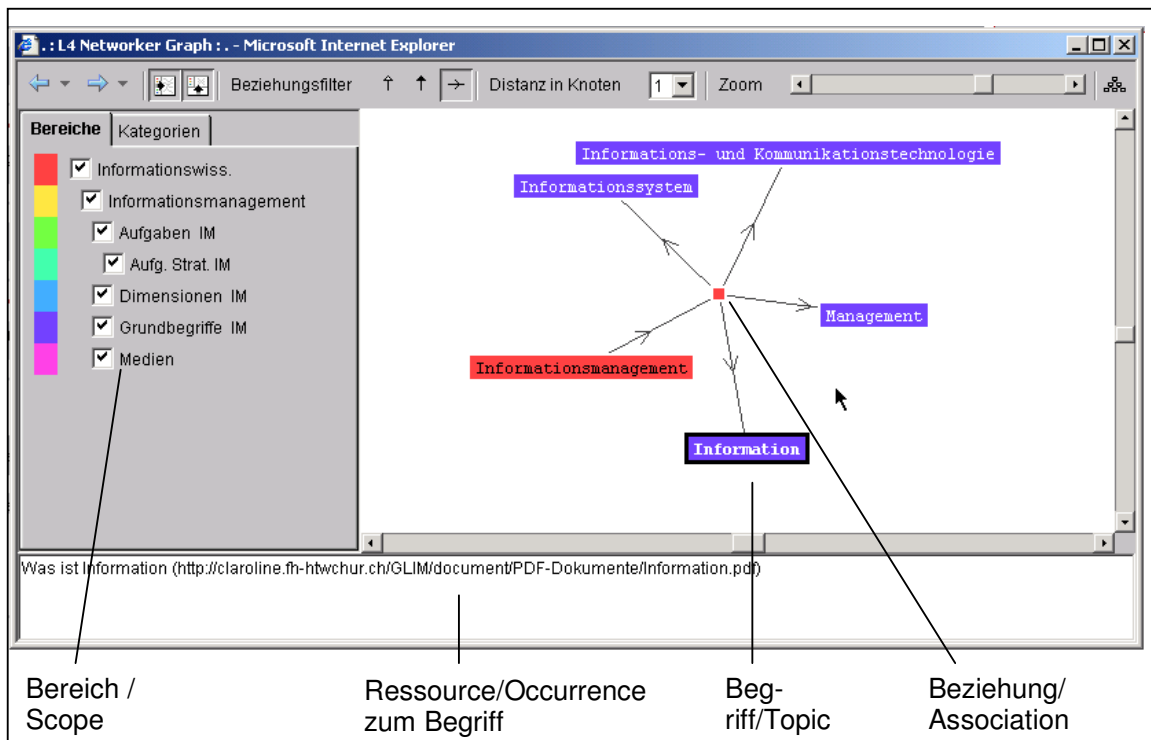 .: L4 Networker Graph : . - Microsoft Internet Explorer
Beziehungsfilter Distanz in Knoten 1 Zoom
Bereiche Kategorien
Informationswiss.
Informationsmanagement
Aufgaben IM
Aufg. Strat. IM
Dimensionen IM
Grundbegriffe IM
Medien
Informations- und Kommunikationstechnologie
Informationssystem
Management
Informationsmanagement
Information
Was ist Information (http://claroline.fh-htwchur.ch/GLIM/document/PDF-Dokumente/Information.pdf)
Bereich /
Scope
Ressource/Occurrence
zum Begriff
Beg-
riff/Topic
Beziehung/
Association